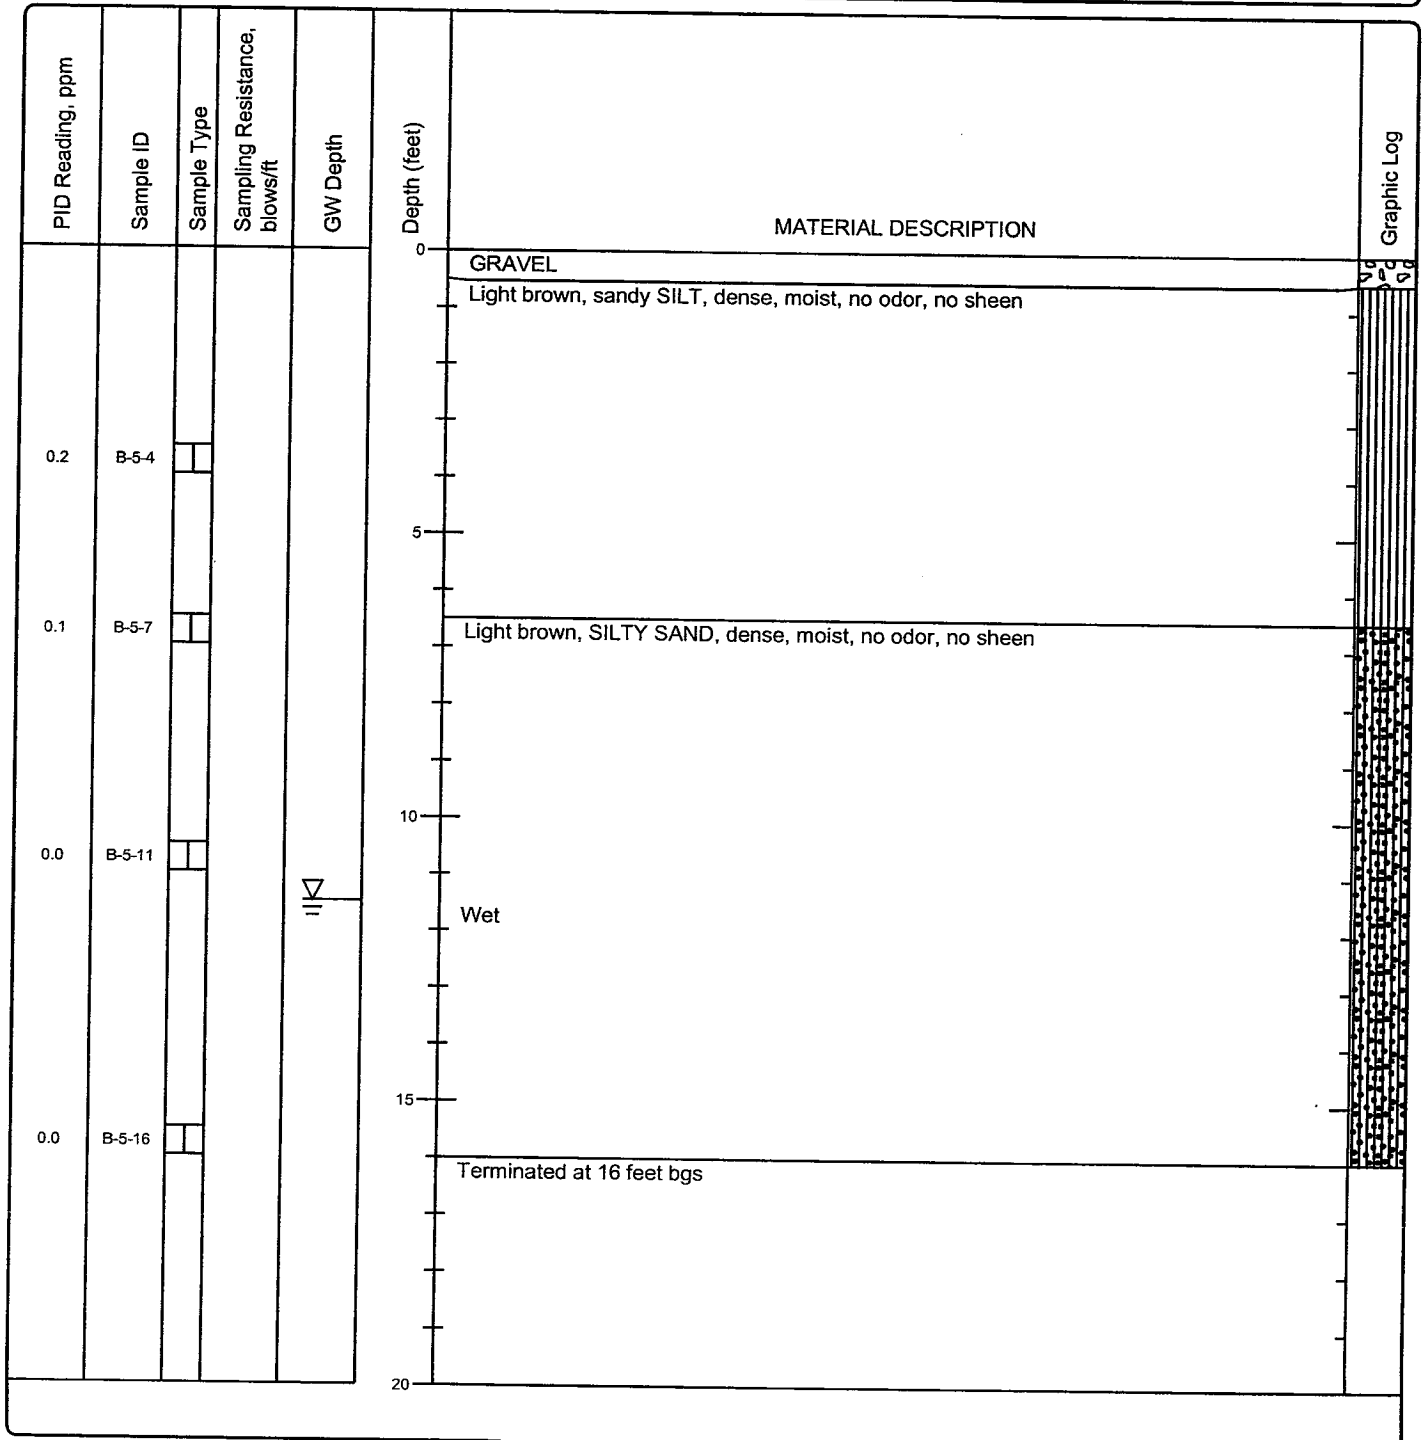 PID Reading, ppm
Sample ID
Sample Type
Sampling Resistance,
blows/ft
GW Depth
Depth (feet)
MATERIAL DESCRIPTION
Graphic Log
0
GRAVEL
Light brown, sandy SILT, dense, moist, no odor, no sheen
0.2
B-5-4
5
0.1
B-5-7
Light brown, SILTY SAND, dense, moist, no odor, no sheen
10
0.0
B-5-11
Wet
15
0.0
B-5-16
Terminated at 16 feet bgs
20